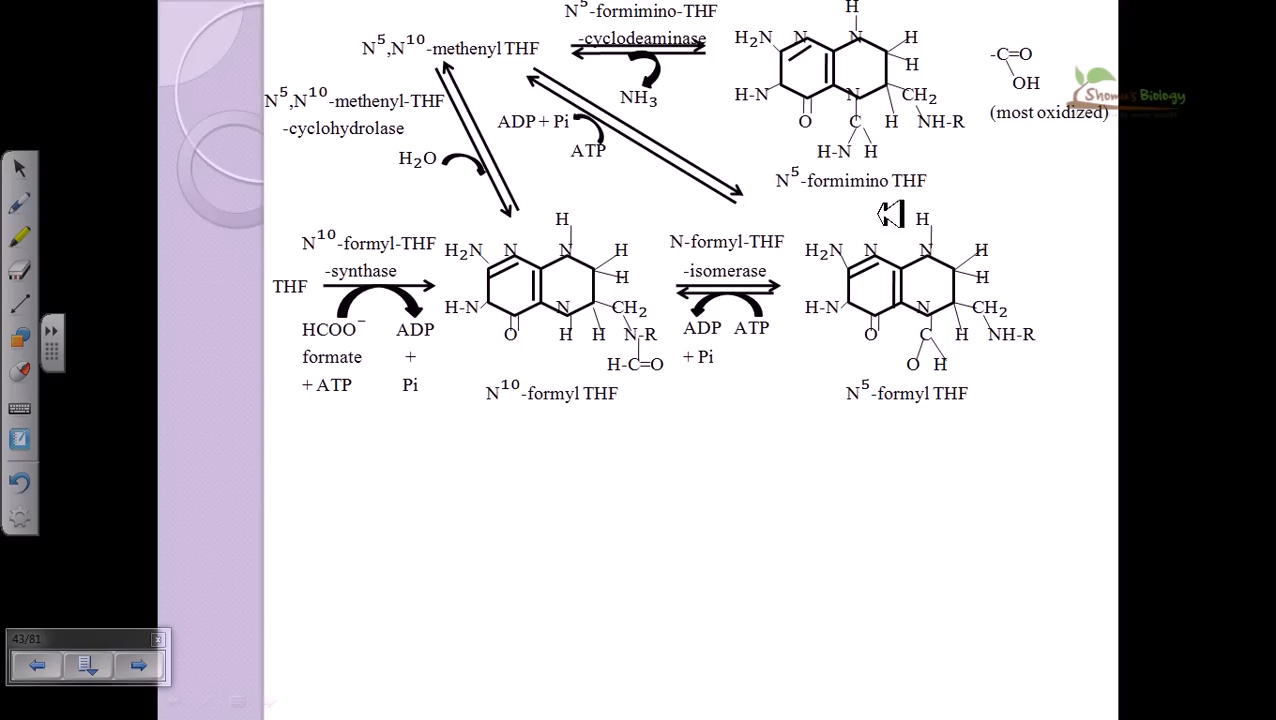 N⁵-formimino-THF
-cyclodeaminase
N⁵,N¹⁰-methenyl THF
NH₃
N⁵,N¹⁰-methenyl-THF
-cyclohydrolase
H₂O
ADP + Pi
ATP
H
H₂N N N H
H
H-N N CH₂
O C H NH-R
H-N H
N⁵-formimino THF
-C=O
OH
(most oxidized)
Shomu's Biology
N¹⁰-formyl-THF
-synthase
THF
HCOO⁻ ADP
formate +
+ ATP Pi
H
H₂N N N H
H
H-N N CH₂
O H H N-R
H-C=O
N¹⁰-formyl THF
N-formyl-THF
-isomerase
ADP ATP
+ Pi
H
H₂N N N H
H
H-N N CH₂
O C H NH-R
O H
N⁵-formyl THF
43/81